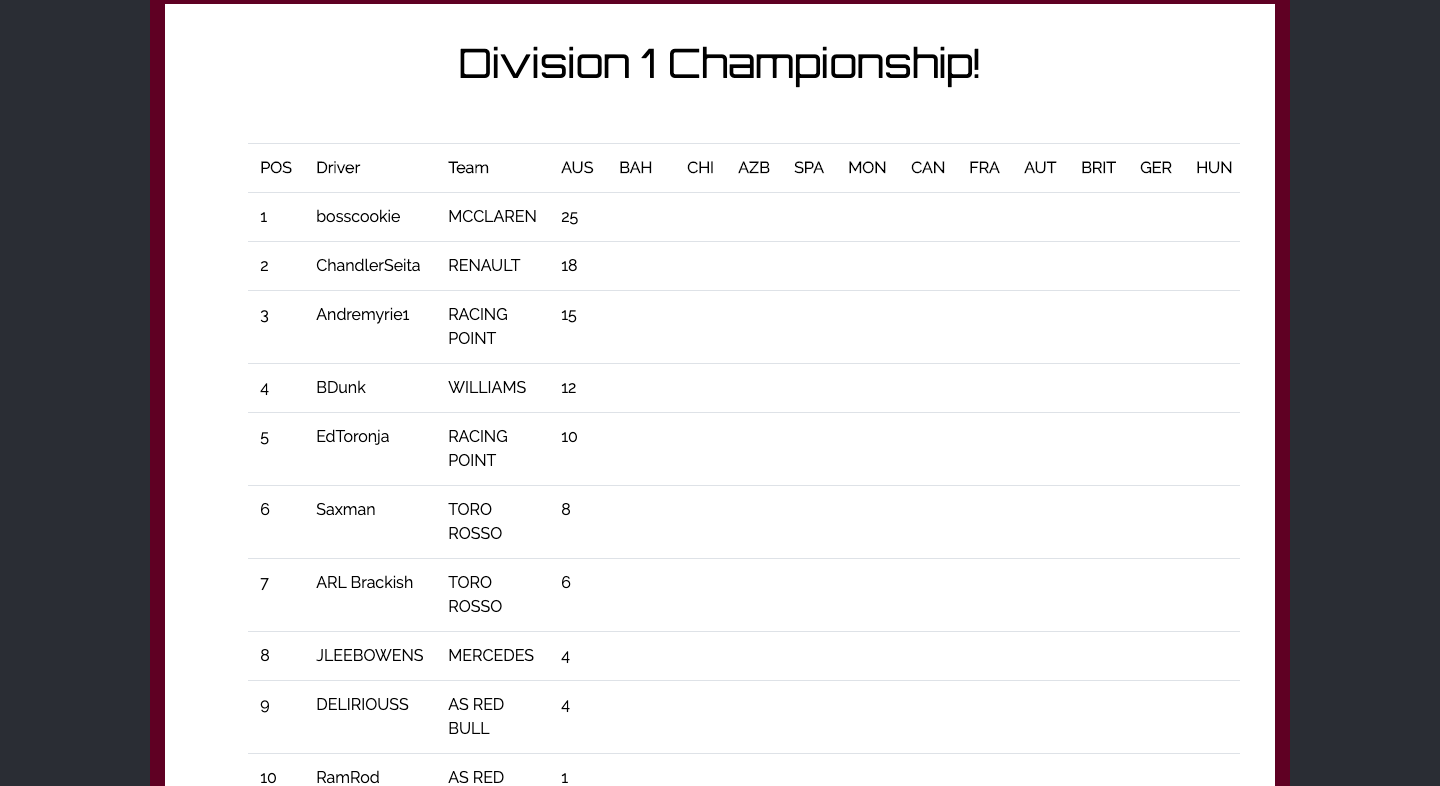 Division 1 Championship!
POS Driver Team AUS BAH CHI AZB SPA MON CAN FRA AUT BRIT GER HUN
1 bosscookie MCCLAREN 25
2 ChandlerSeita RENAULT 18
3 Andremyrie1 RACING 15
POINT
4 BDunk WILLIAMS 12
5 EdToronja RACING 10
POINT
6 Saxman TORO 8
ROSSO
7 ARL Brackish TORO 6
ROSSO
8 JLEEBOWENS MERCEDES 4
9 DELIRIOUSS AS RED 4
BULL
10 RamRod AS RED 1